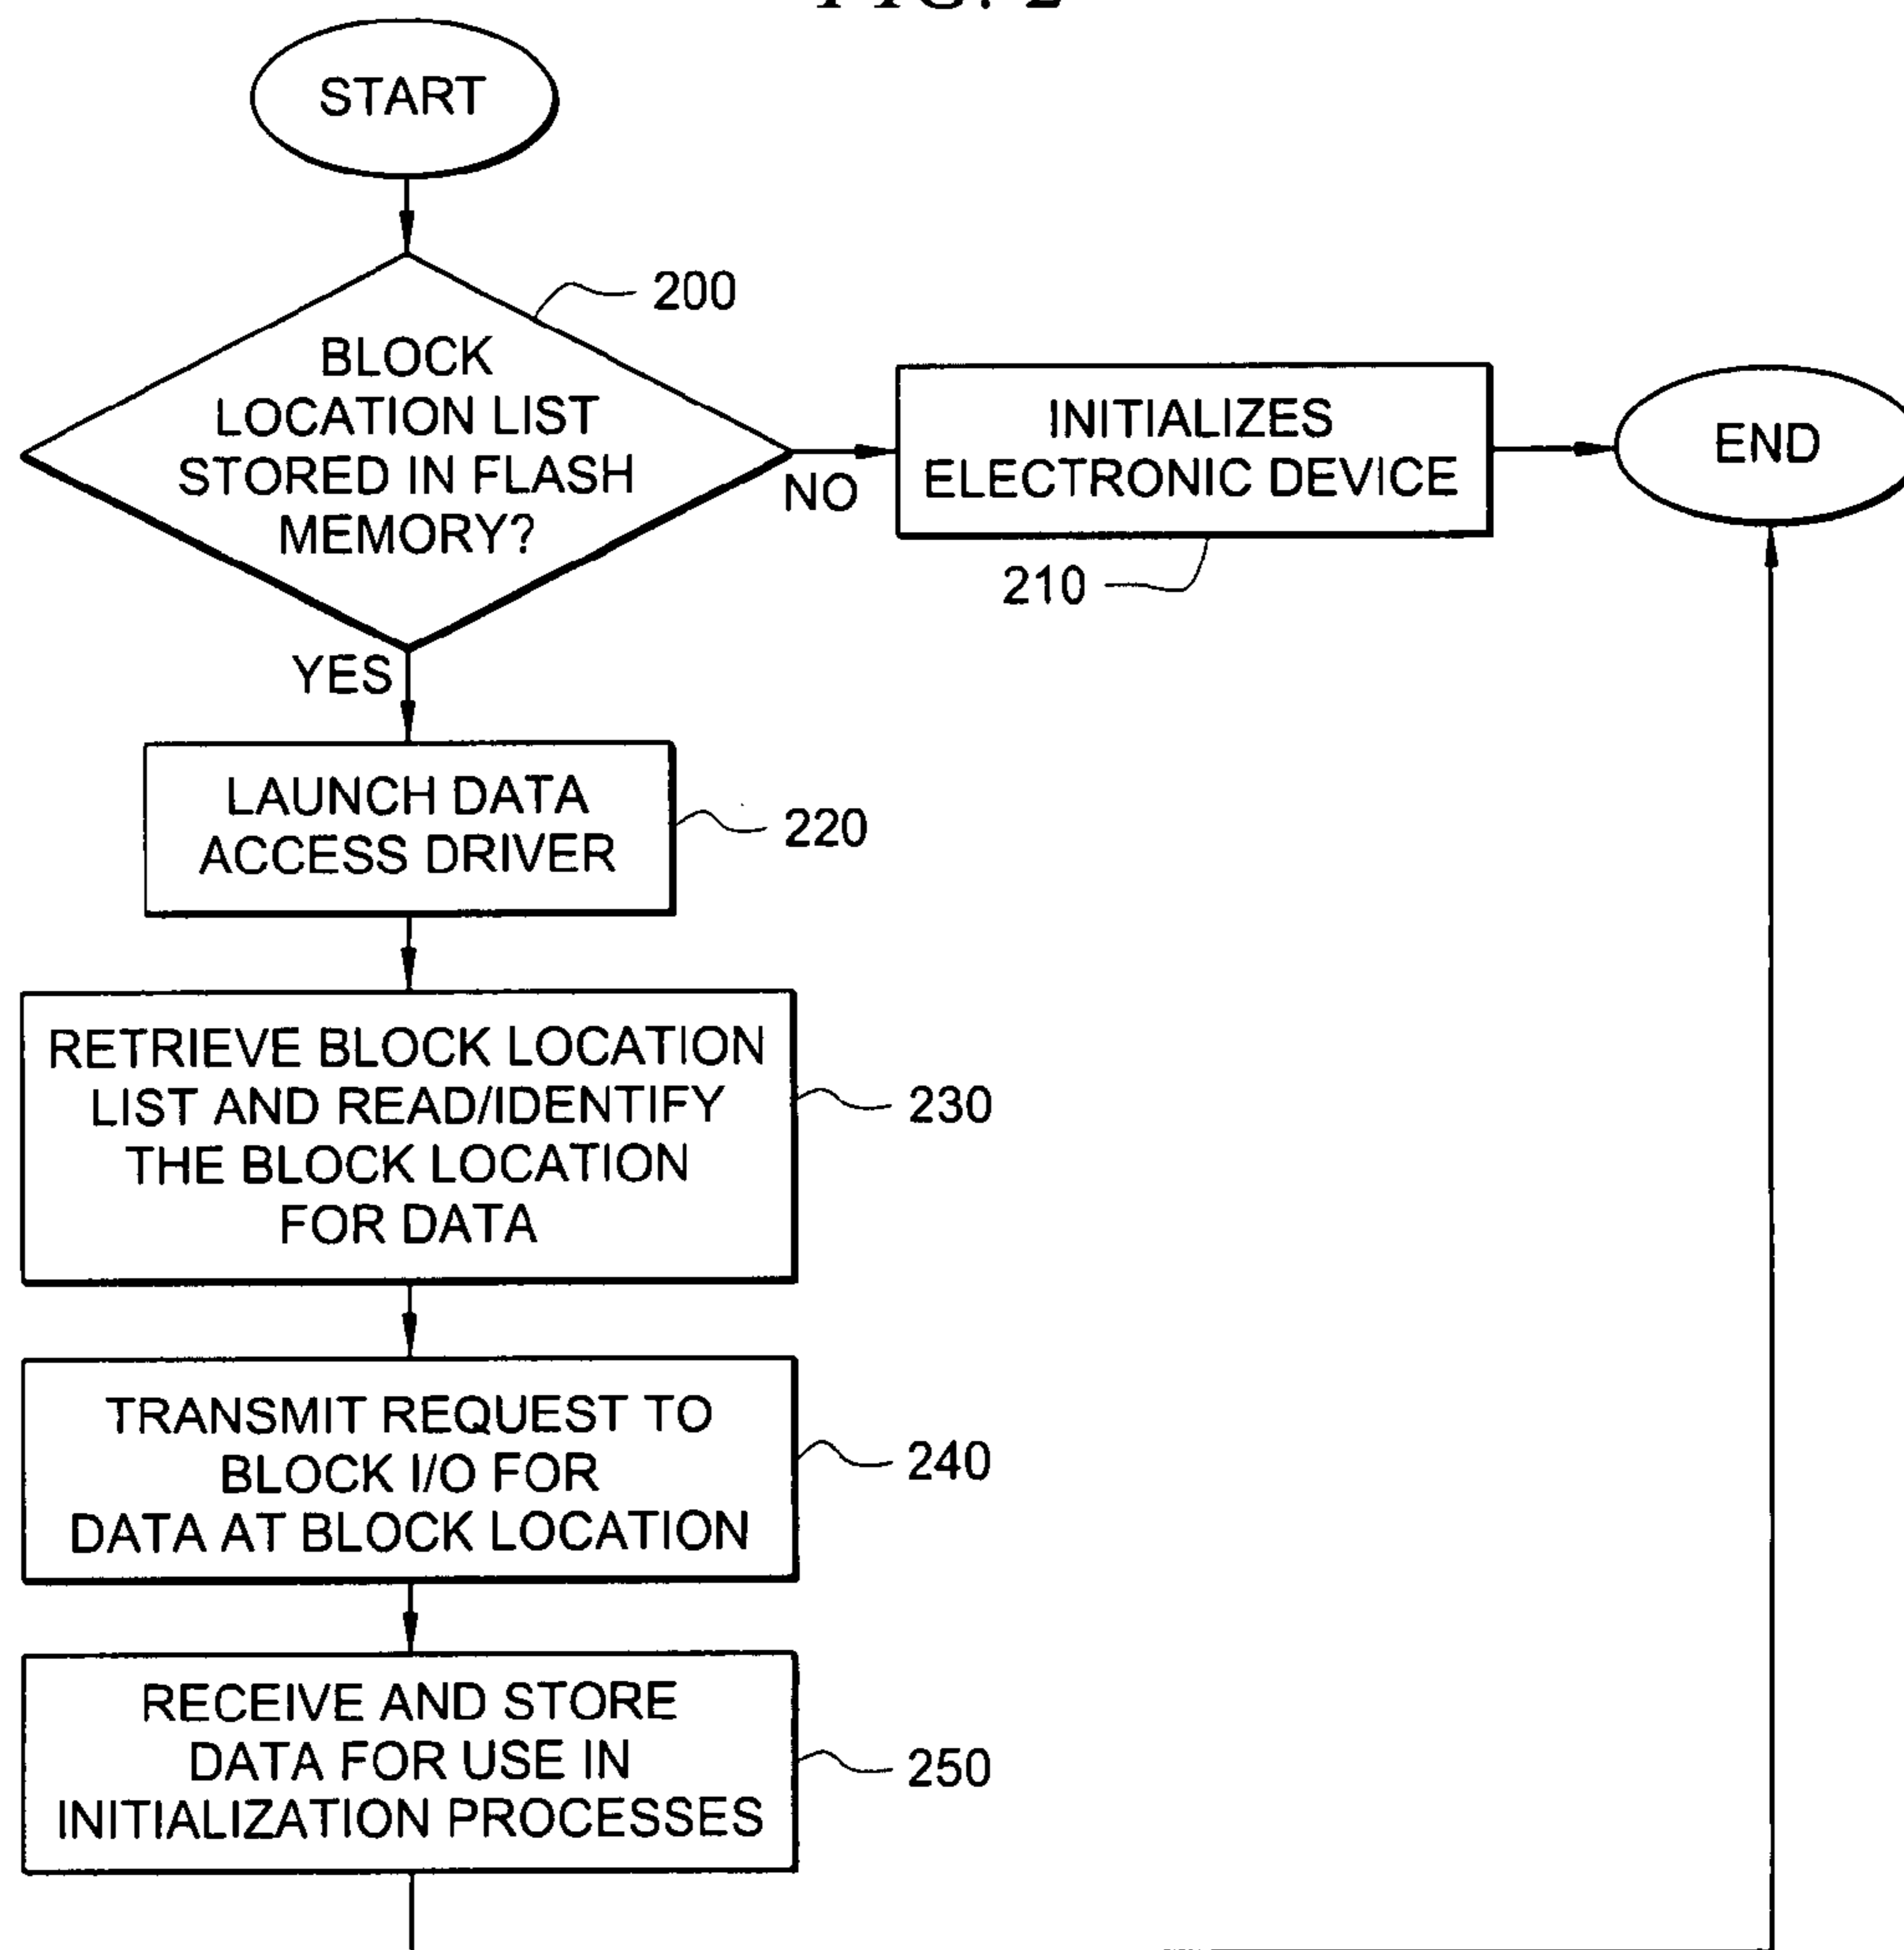 FIG. 2
START
200
BLOCK
LOCATION LIST
STORED IN FLASH
MEMORY?
NO
INITIALIZES
ELECTRONIC DEVICE
210
END
YES
LAUNCH DATA
ACCESS DRIVER
220
RETRIEVE BLOCK LOCATION
LIST AND READ/IDENTIFY
THE BLOCK LOCATION
FOR DATA
230
TRANSMIT REQUEST TO
BLOCK I/O FOR
DATA AT BLOCK LOCATION
240
RECEIVE AND STORE
DATA FOR USE IN
INITIALIZATION PROCESSES
250